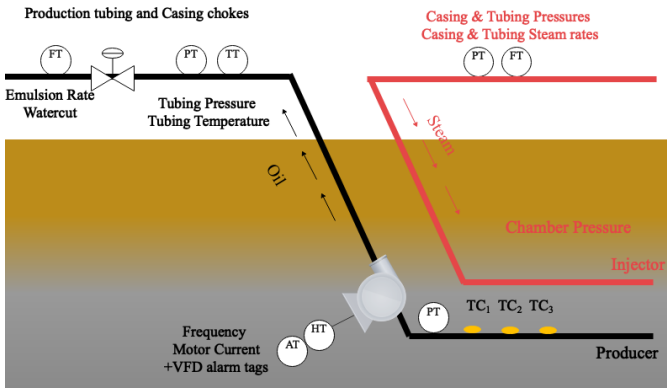 Production tubing and Casing chokes
Casing & Tubing Pressures
Casing & Tubing Steam rates
FT
PT
TT
PT
FT
Emulsion Rate
Watercut
Tubing Pressure
Tubing Temperature
Steam
Oil
Chamber Pressure
Injector
PT
TC1
TC2
TC3
HT
AT
Frequency
Motor Current
+VFD alarm tags
Producer